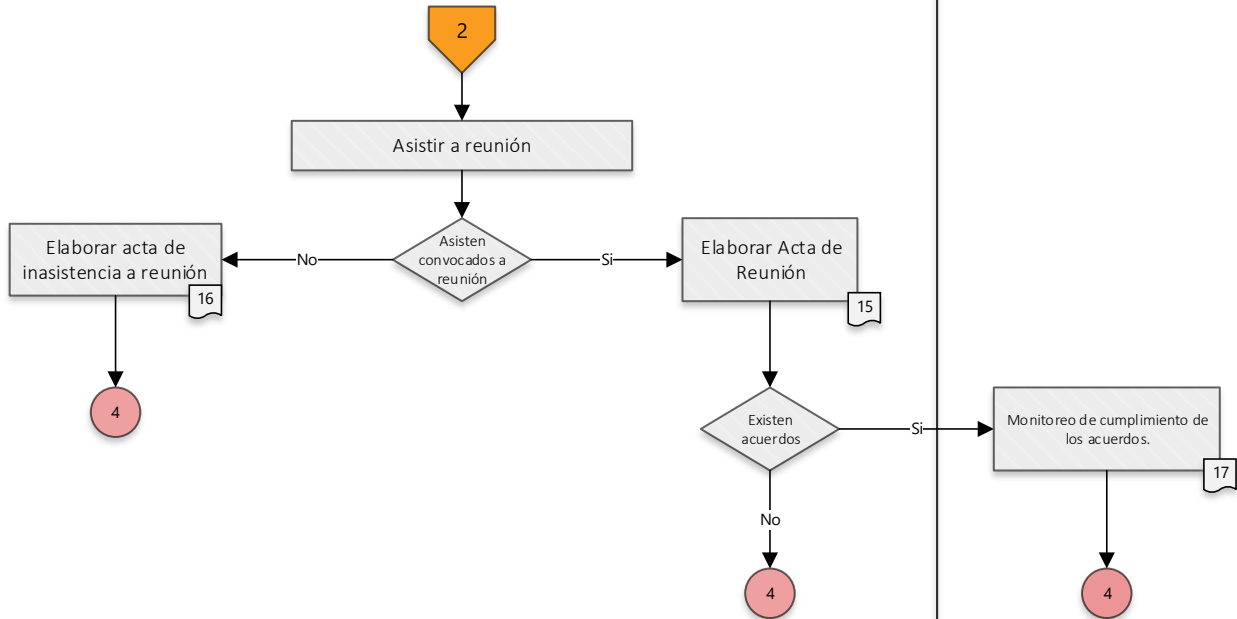 2
Asistir a reunión
Elaborar acta de
inasistencia a reunión
16
No
Asisten
convocados a
reunión
Si
Elaborar Acta de
Reunión
15
4
Existen
acuerdos
Si
Monitoreo de cumplimiento de
los acuerdos.
17
No
4
4